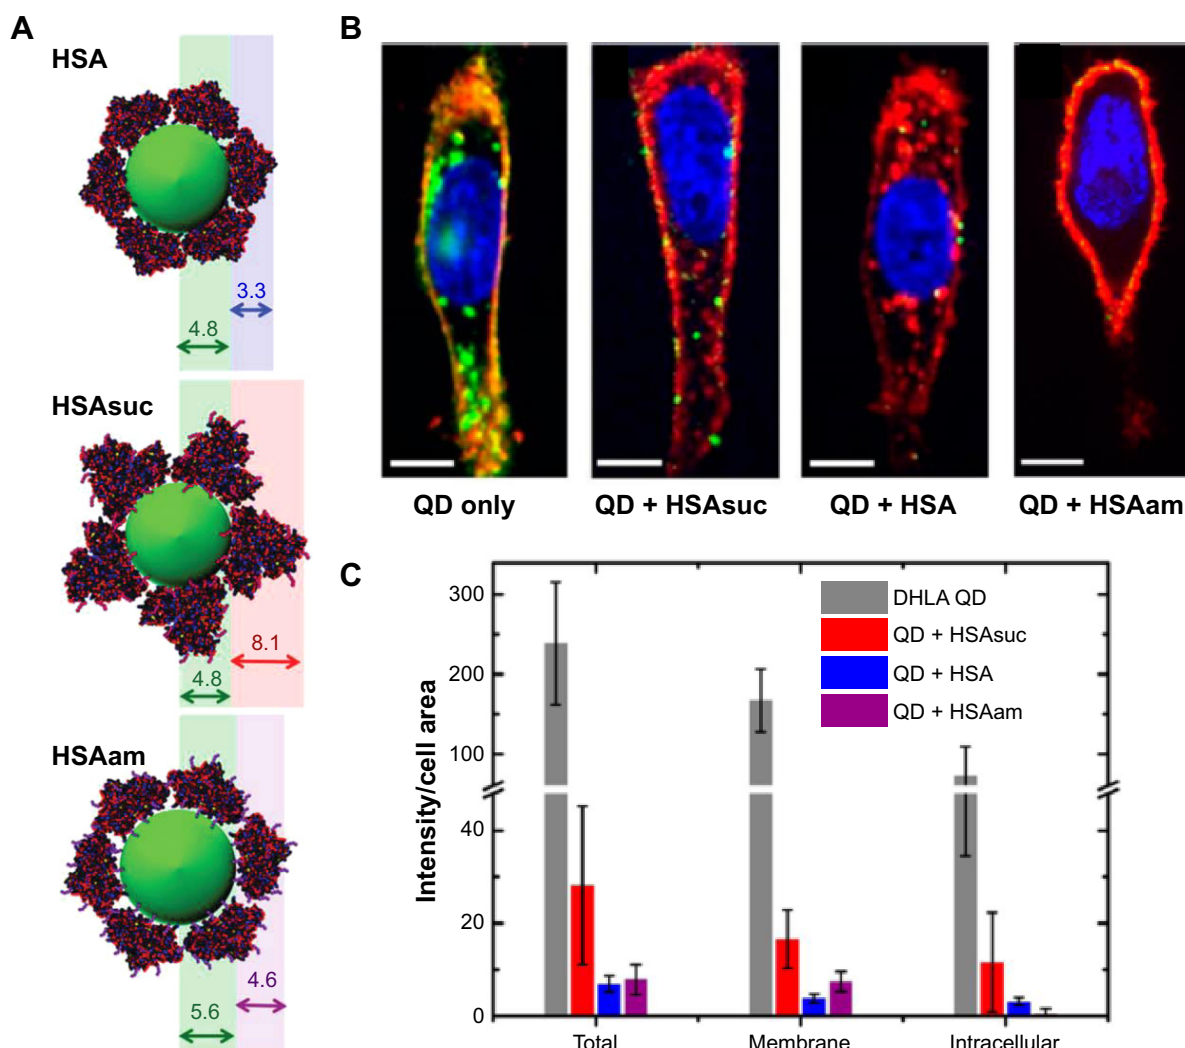 A
HSA
3.3
4.8
HSAsuc
8.1
4.8
HSAam
4.6
5.6
B
QD only
QD + HSAsuc
QD + HSA
QD + HSAam
C
Intensity/cell area
300
200
100
40
20
0
DHLA QD
QD + HSAsuc
QD + HSA
QD + HSAam
Total
Membrane
Intracellular